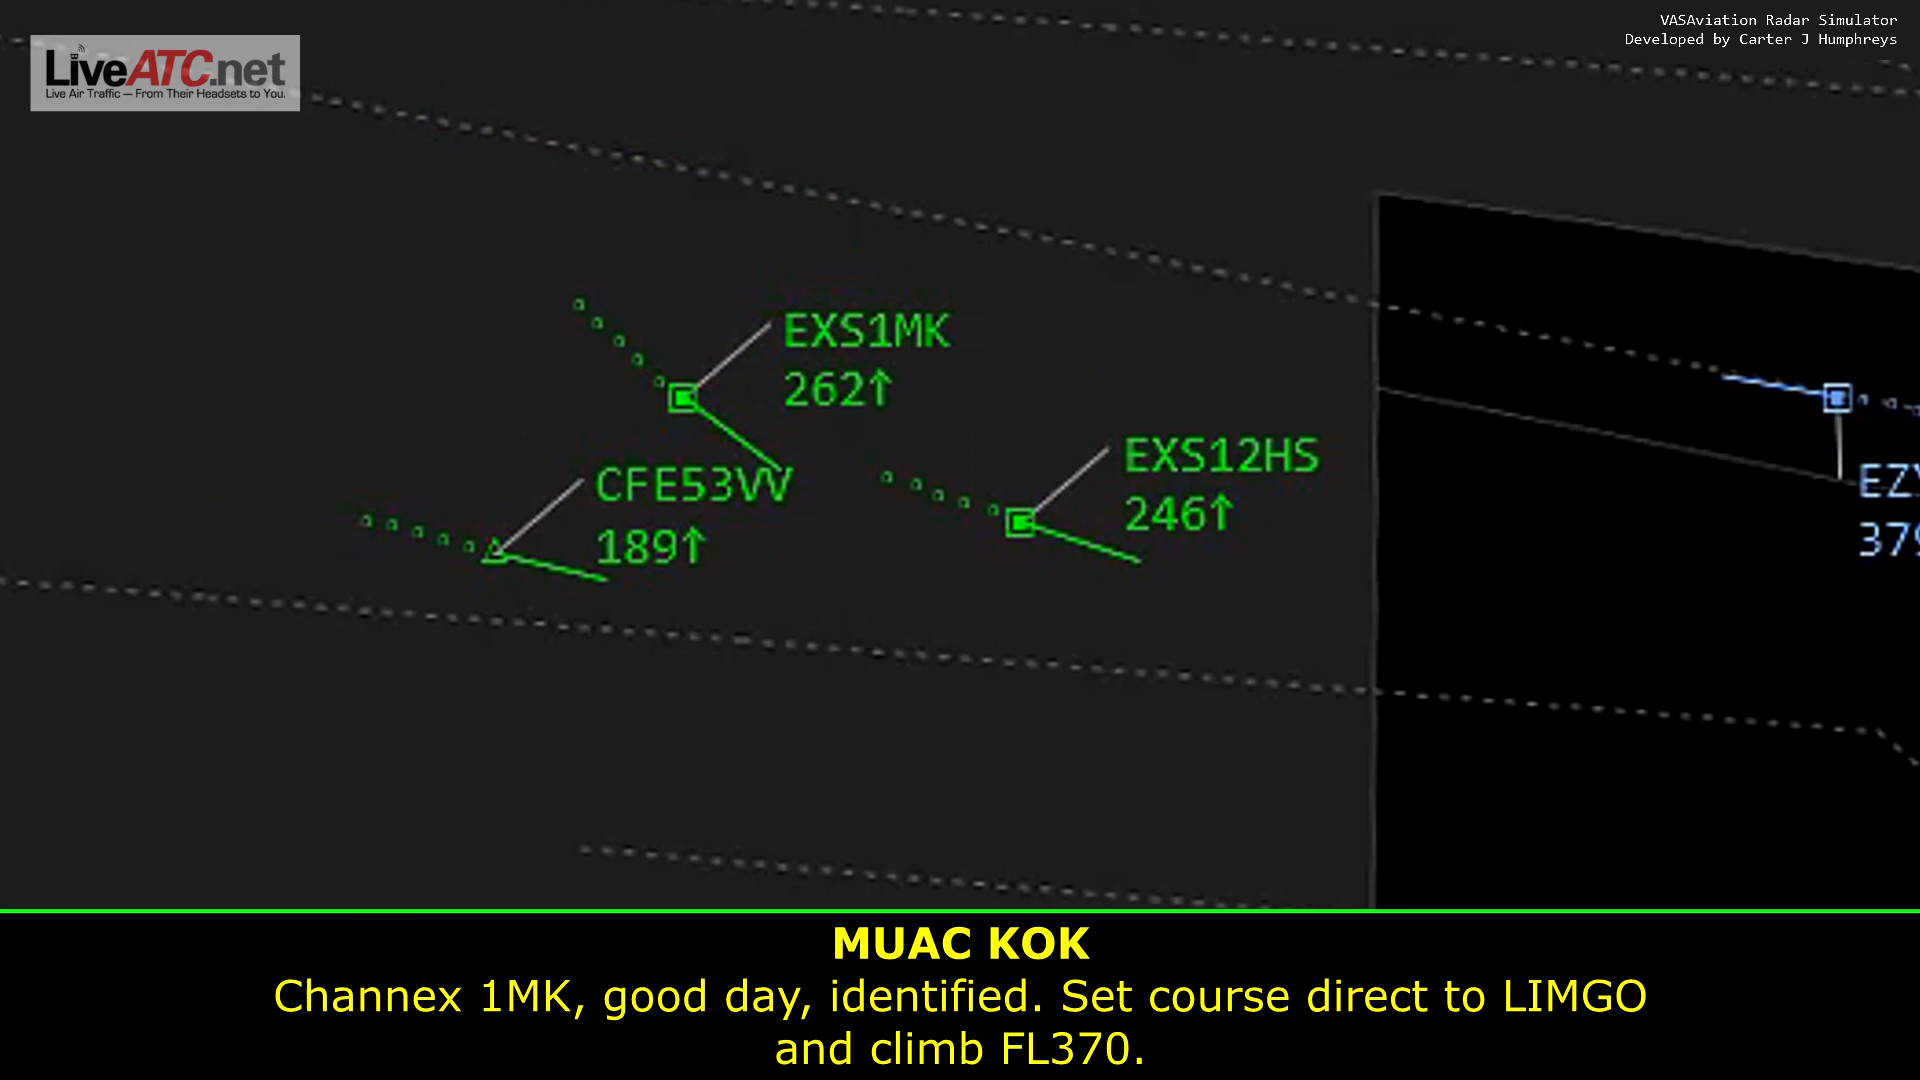 VASAviation Radar Simulator
Developed by Carter J Humphreys
LiveATC.net
Live Air Traffic — From Their Headsets to You.
EXS1MK
262↑
EXS12HS
246↑
CFE53VV
189↑
EZY
379
MUAC KOK
Channex 1MK, good day, identified. Set course direct to LIMGO
and climb FL370.